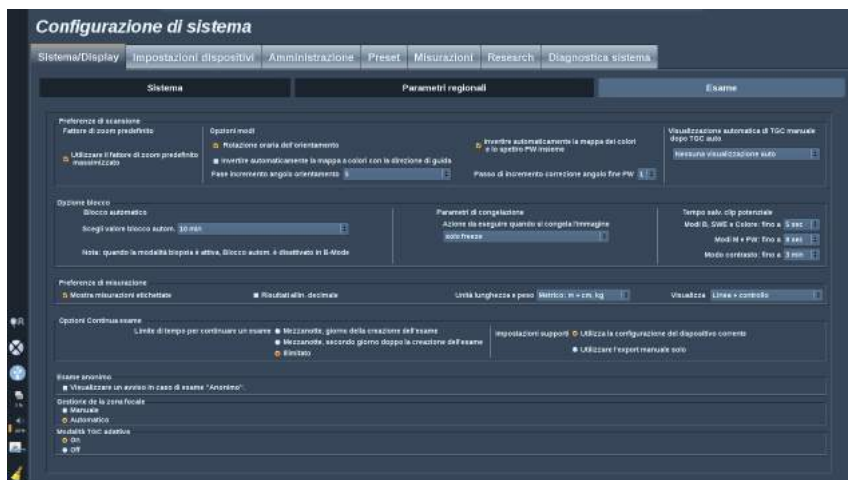 Configurazione di sistema
Sistema/Display Impostazioni dispositivi Amministrazione Preset Misurazioni Research Diagnostica sistema
Sistema Parametri regionali Esame
Preferenze di scansione
Fattore di zoom predefinito
Utilizzare il fattore di zoom predefinito
massimizzato
Opzioni modi
Rotazione oraria dell'orientamento
Invertire automaticamente la mappa a colori con la direzione di guida
Fase incremento angolo orientamento 5
Invertire automaticamente la mappa dei colori
e lo spettro PW insieme
Passo di incremento correzione angolo fine PW 1
Visualizzazione automatica di TGC manuale
dopo TGC auto
Nessuna visualizzazione auto
Opzione blocco
Blocco automatico
Scegli valore blocco autom. 10 min
Nota: quando la modalità biopsia è attiva, Blocco autom. è disattivato in B-Mode
Parametri di congelazione
Azione da eseguire quando si congela l'immagine
solo freeze
Tempo salv. clip potenziale
Modi B, SWE e Colore: fino a 5 sec
Modi M e PW: fino a 8 sec
Modo contrasto: fino a 3 min
Preferenze di misurazione
Mostra misurazioni etichettate Risultati all'in. decimale Unità lunghezza e peso Metrico: m + cm, kg Visualizza Linea + controllo
Opzioni Continua esame
Limite di tempo per continuare un esame Mezzanotte, giorno della creazione dell'esame
Mezzanotte, secondo giorno doppo la creazione dell'esame
Illimitato
Impostazioni supporti Utilizza la configurazione del dispositivo corrente
Utilizzare l'export manuale solo
Esame anonimo
Visualizzare un avviso in caso di esame "Anonimo".
Gestione de la zona focale
Manuale
Automatico
Modalità TGC adattiva
On
Off